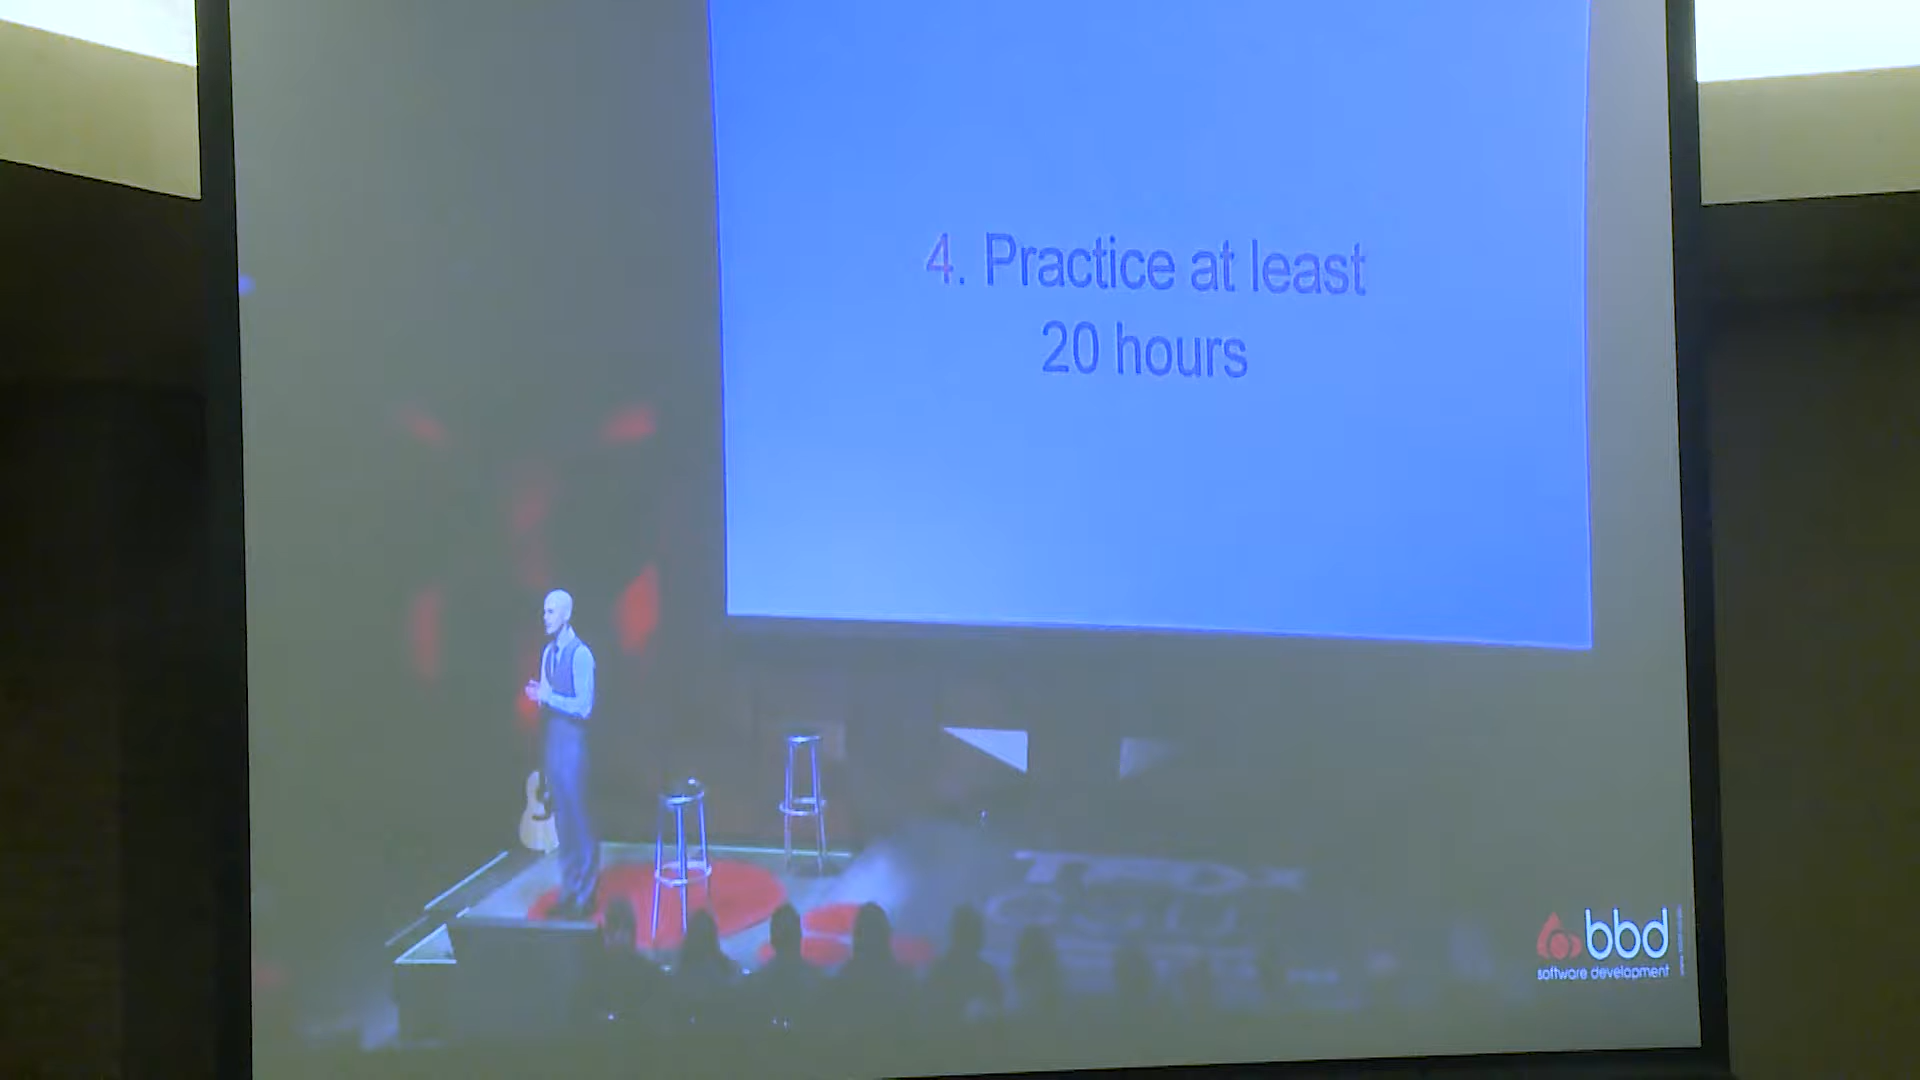 4. Practice at least
20 hours
bbd
software development